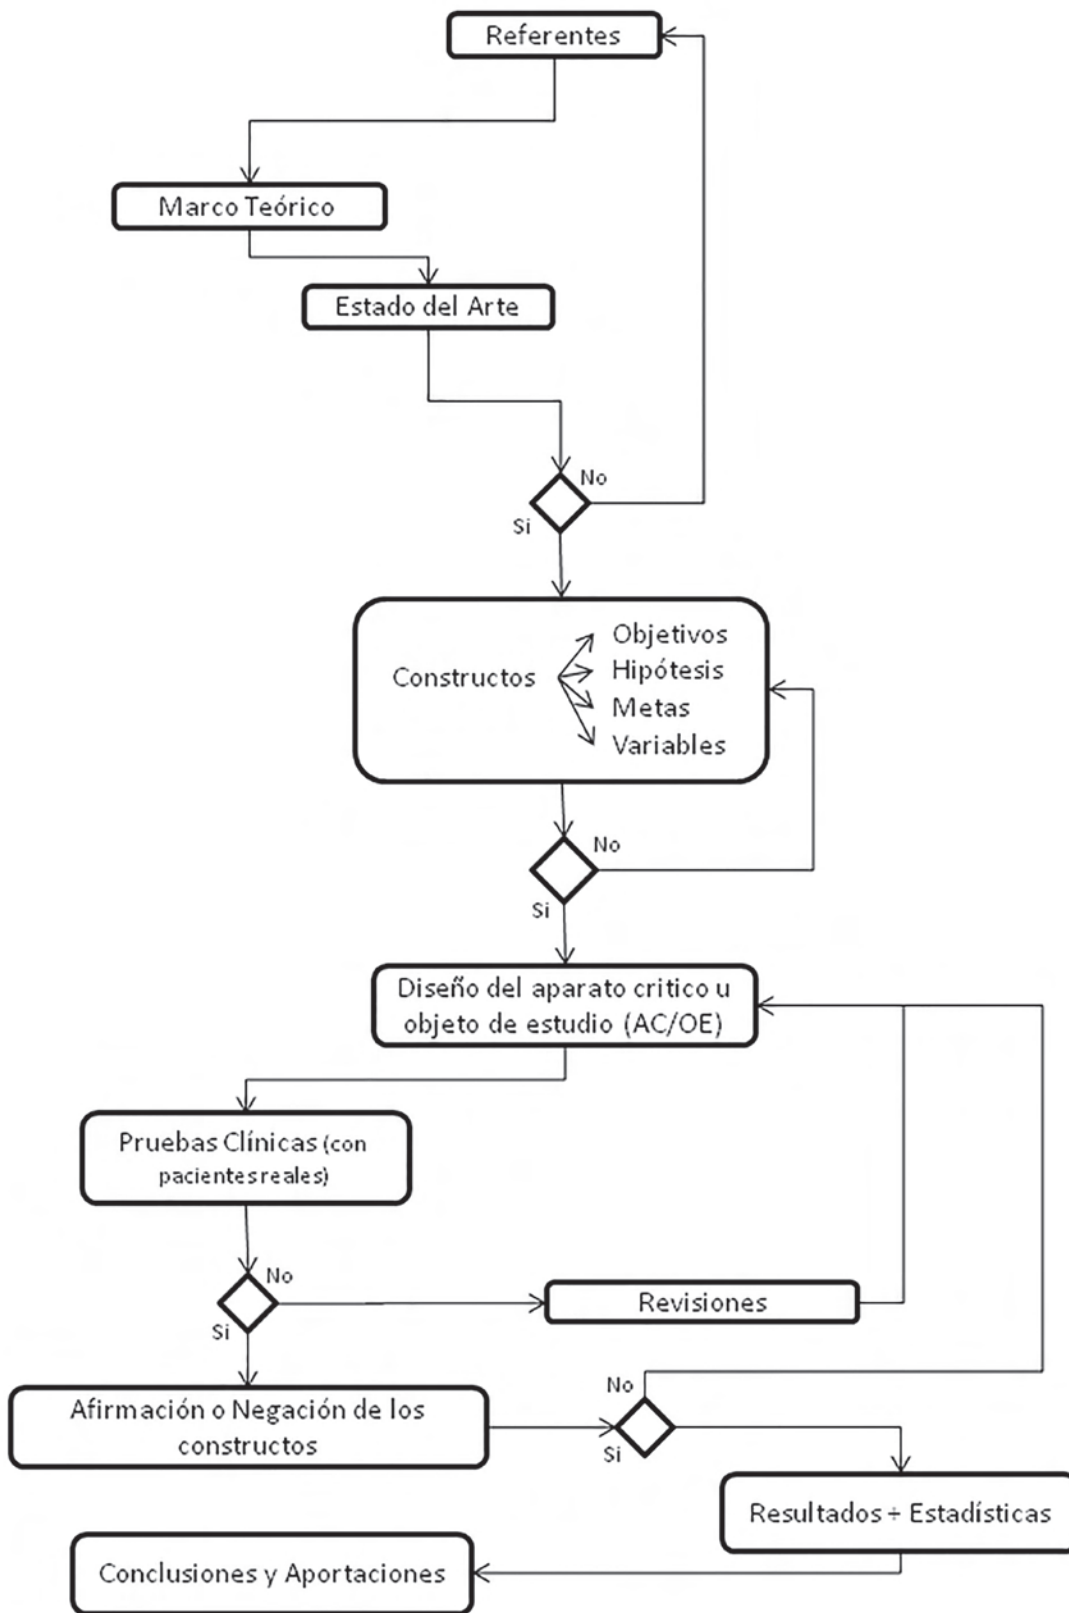 Referentes
Marco Teórico
Estado del Arte
No
Si
Constructos
Objetivos
Hipótesis
Metas
Variables
No
Si
Diseño del aparato critico u
objeto de estudio (AC/OE)
Pruebas Clínicas (con
pacientes reales)
No
Si
Revisiones
Afirmación o Negación de los
constructos
No
Si
Resultados + Estadísticas
Conclusiones y Aportaciones